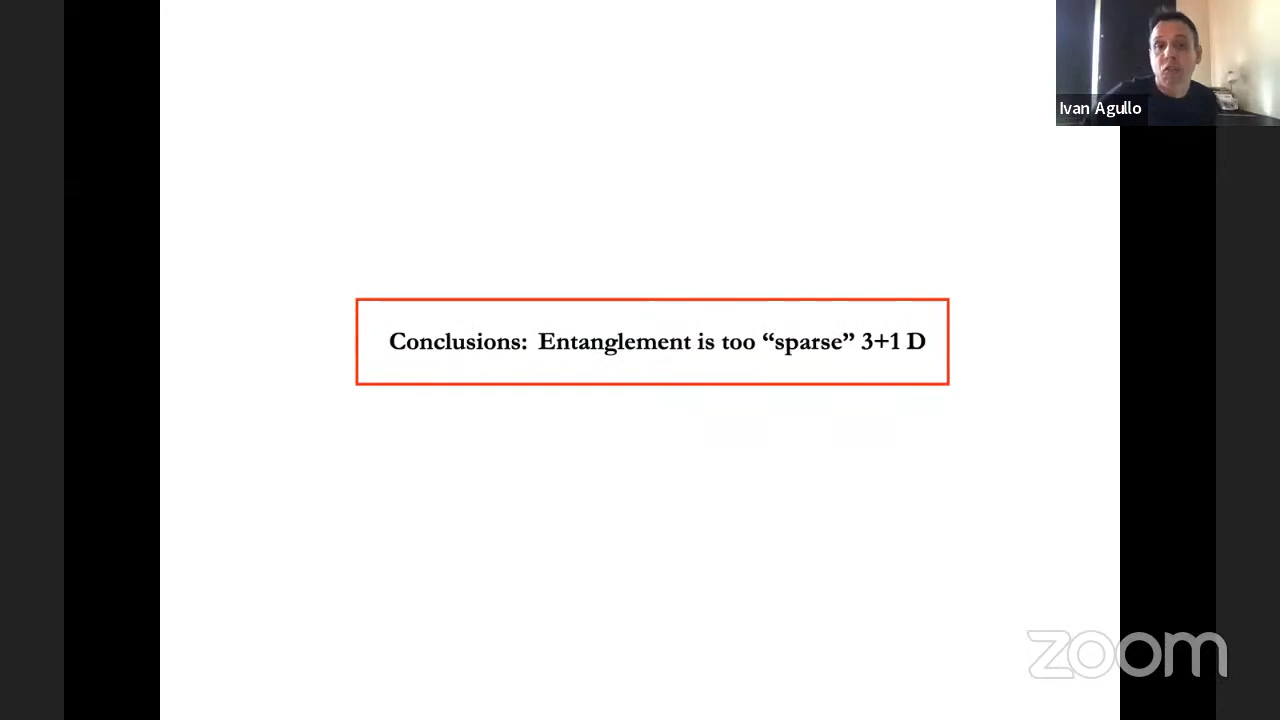 Ivan Agullo
Conclusions: Entanglement is too “sparse” 3+1 D
zoom